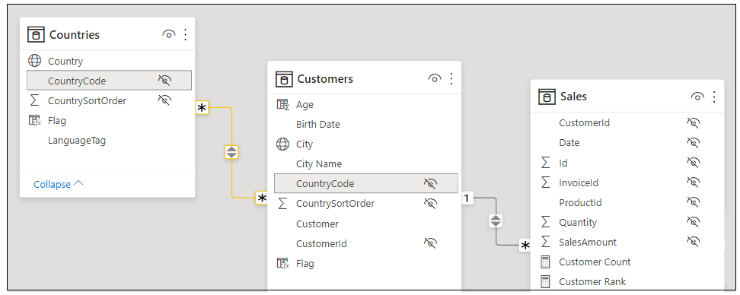 Countries
Country
CountryCode
CountrySortOrder
Flag
LanguageTag
Collapse
*
*
Customers
Age
Birth Date
City
City Name
CountryCode
CountrySortOrder
Customer
CustomerId
Flag
1
*
Sales
CustomerId
Date
Id
InvoiceId
ProductId
Quantity
SalesAmount
Customer Count
Customer Rank